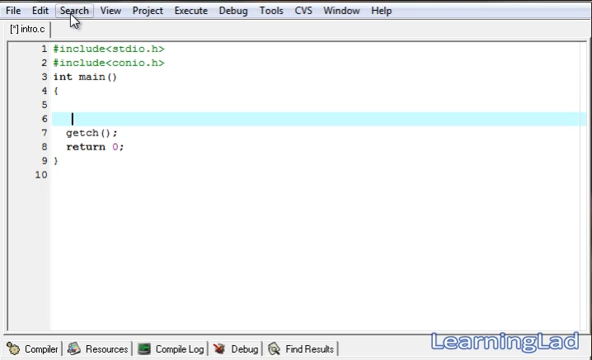 File Edit Search View Project Execute Debug Tools CVS Window Help
[*] intro.c
1 #include<stdio.h>
2 #include<conio.h>
3 int main()
4 {
5
6
7 getch();
8 return 0;
9 }
10
Compiler Resources Compile Log Debug Find Results
LearningLad